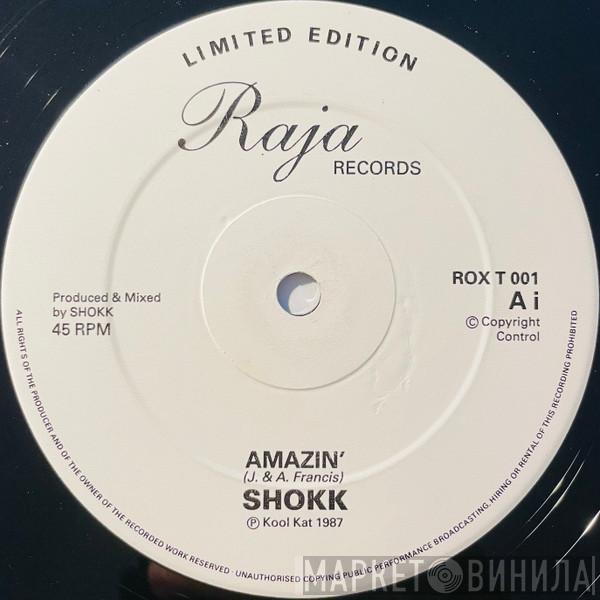 LIMITED EDITION
Raja
RECORDS
Produced & Mixed
by SHOKK
45 RPM
ROX T 001
A i
© Copyright
Control
AMAZIN'
(J. & A. Francis)
SHOKK
℗ Kool Kat 1987
ALL RIGHTS OF THE PRODUCER AND OF THE OWNER OF THE RECORDED WORK RESERVED · UNAUTHORISED COPYING PUBLIC PERFORMANCE BROADCASTING, HIRING OR RENTAL OF THIS RECORDING PROHIBITED
МАРКЕТ ВИНИЛА